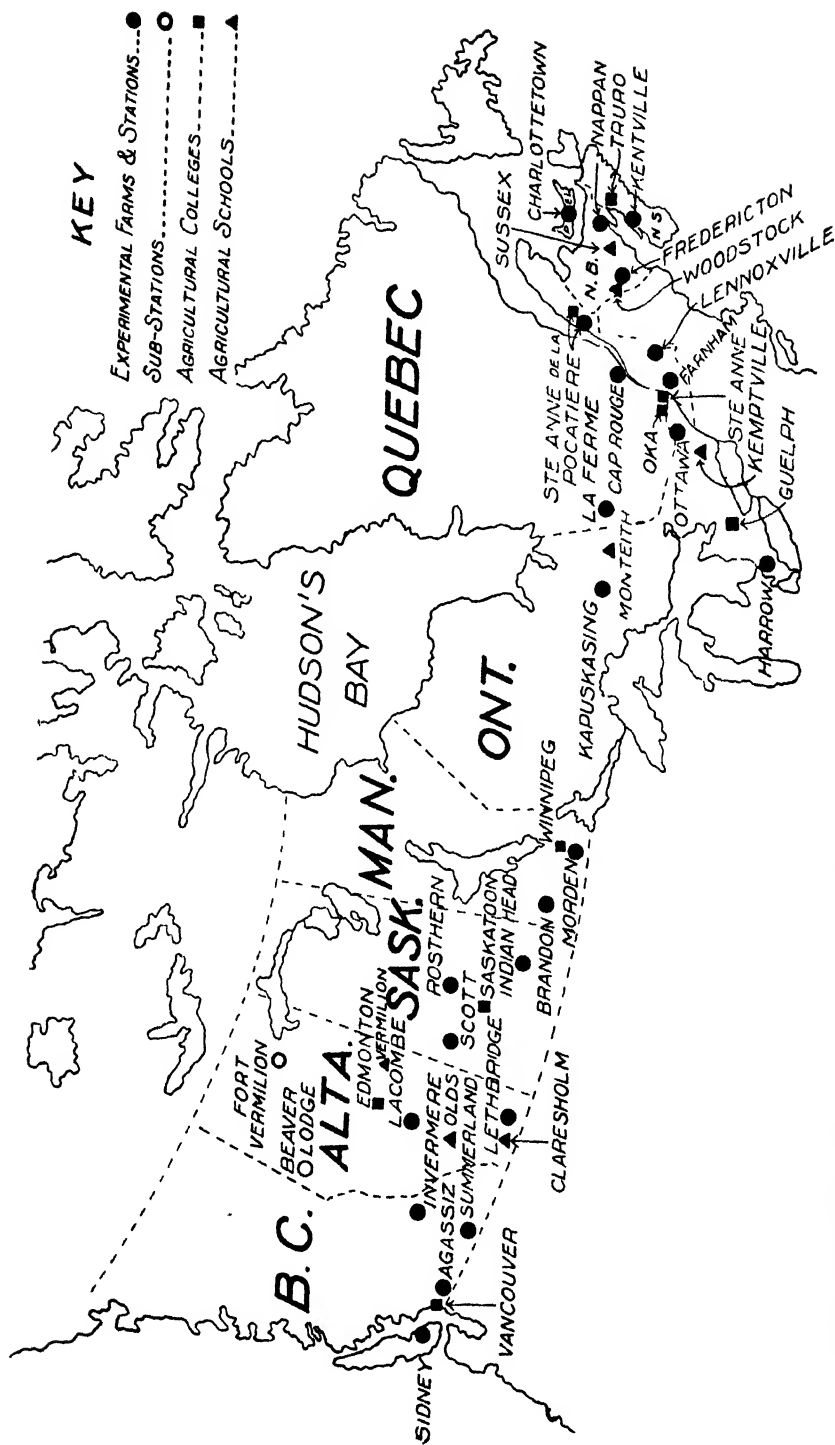 KEY
EXPERIMENTAL FARMS & STATIONS
SUB-STATIONS
AGRICULTURAL COLLEGES
AGRICULTURAL SCHOOLS
HUDSON'S
BAY
QUEBEC
ONT.
MAN.
SASK.
ALTA.
B.C.
FORT
VERMILION
BEAVER
LODGE
EDMONTON
VERMILION
LACOMBE
INVERMERE
OLDS
AGASSIZ
SUMMERLAND
LETHBRIDGE
CLARESHOLM
VANCOUVER
SIDNEY
ROSTHERN
SCOTT
SASKATOON
INDIAN HEAD
BRANDON
MORDEN
WINNIPEG
KAPUSKASING
MONTEITH
LA FERME
CAP ROUGE
STE ANNE DE LA
POCATIERE
OKA
OTTAWA
HARROW
GUELPH
KEMPTVILLE
STE ANNE
FARNHAM
LENNOXVILLE
WOODSTOCK
FREDERICTON
N.B.
SUSSEX
CHARLOTTETOWN
NAPPAN
TRURO
KENTVILLE
N.S.